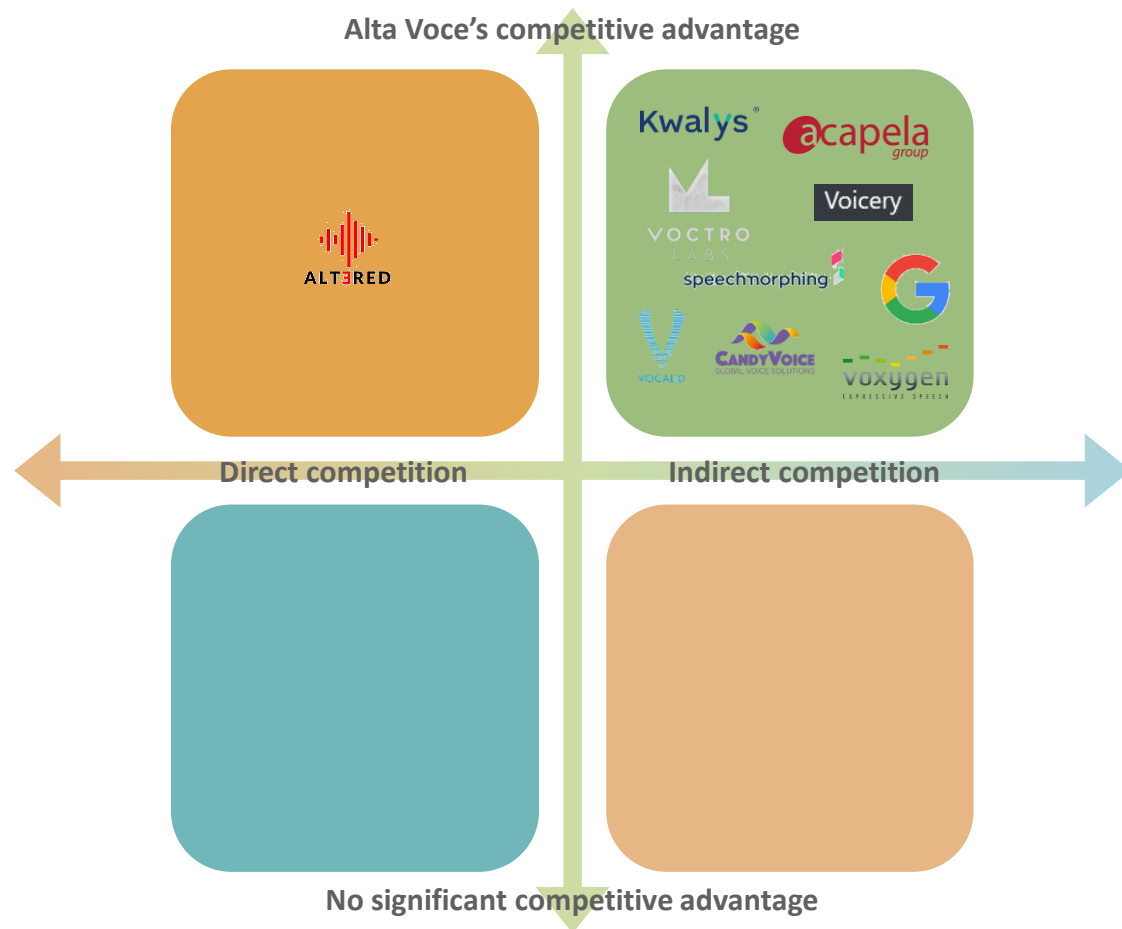 Alta Voce’s competitive advantage
Kwalys®
acapela
group
VOCTRO
LABS
Voicery
speechmorphing
G
ALTƎRED
VOCALiD
CANDYVOICE
GLOBAL VOICE SOLUTIONS
voxygen
EXPRESSIVE SPEECH
Direct competition
Indirect competition
No significant competitive advantage